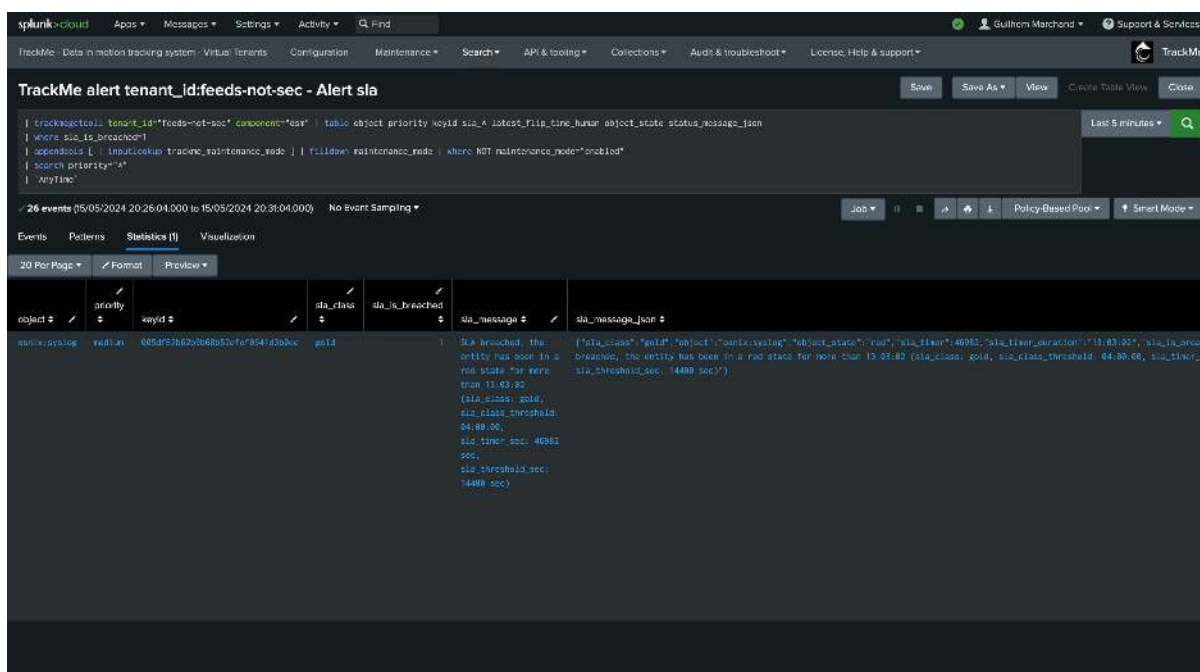 splunk>cloud Apps ▾ Messages ▾ Settings ▾ Activity ▾ Find Guilhem Marchand ▾ Support & Services
TrackMe - Data in motion tracking system - Virtual Tenants Configuration Maintenance ▾ Search ▾ API & tooling ▾ Collections ▾ Audit & troubleshoot ▾ License, Help & support ▾ TrackMe
TrackMe alert tenant_id:feeds-not-sec - Alert sla Save Save As ▾ View Create Table View Close
| trackmegetcoll tenant_id="feeds-not-sec" component="dsm" | table object priority keyid sla_* latest_flip_time_human object_state status_message_json Last 5 minutes ▾
| where sla_is_breached=1
| appendcols [ | inputlookup trackme_maintenance_mode ] | filldown maintenance_mode | where NOT maintenance_mode="enabled"
| search priority="*"
| `AnyTime`
26 events (15/05/2024 20:26:04.000 to 15/05/2024 20:31:04.000) No Event Sampling ▾ Job ▾ Policy-Based Pool ▾ Smart Mode ▾
Events Patterns Statistics (1) Visualization
20 Per Page ▾ Format Preview ▾
object priority keyid sla_class sla_is_breached sla_message sla_message_json
medium gold 1 SLA breached, the
entity has been in a
red state for more
than 13:03:02
(sla_class: gold,
sla_class_threshold:
04:00:00,
sla_timer_sec: 46982
sec,
sla_threshold_sec:
14400 sec)
{"sla_class":"gold","object":"osnix:syslog","object_state":"red","sla_timer":46982,"sla_timer_duration":"13:03:02","sla_is_brea
breached, the entity has been in a red state for more than 13:03:02 (sla_class: gold, sla_class_threshold: 04:00:00, sla_timer_
sla_threshold_sec: 14400 sec)"}